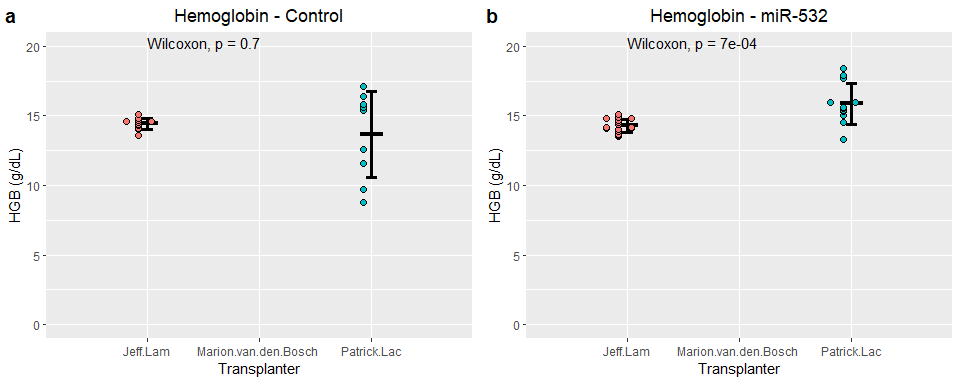 a
Hemoglobin - Control
Wilcoxon, p = 0.7
20
15
10
5
0
HGB (g/dL)
Jeff.Lam Marion.van.den.Bosch Patrick.Lac
Transplanter
b
Hemoglobin - miR-532
Wilcoxon, p = 7e-04
20
15
10
5
0
HGB (g/dL)
Jeff.Lam Marion.van.den.Bosch Patrick.Lac
Transplanter